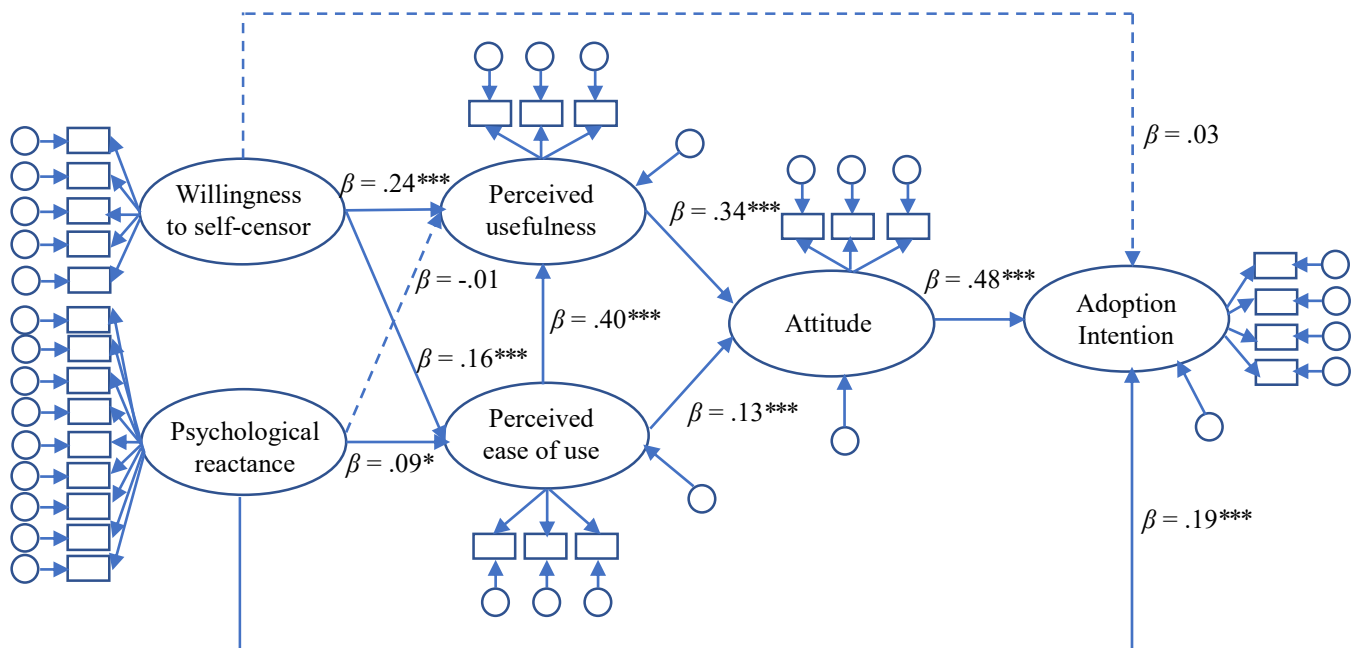 β = .03
Willingness
to self-censor
β = .24***
Perceived
usefulness
β = .34***
β = -.01
β = .48***
Adoption
Intention
Attitude
β = .40***
β = .16***
β = .13***
Psychological
reactance
β = .09*
Perceived
ease of use
β = .19***